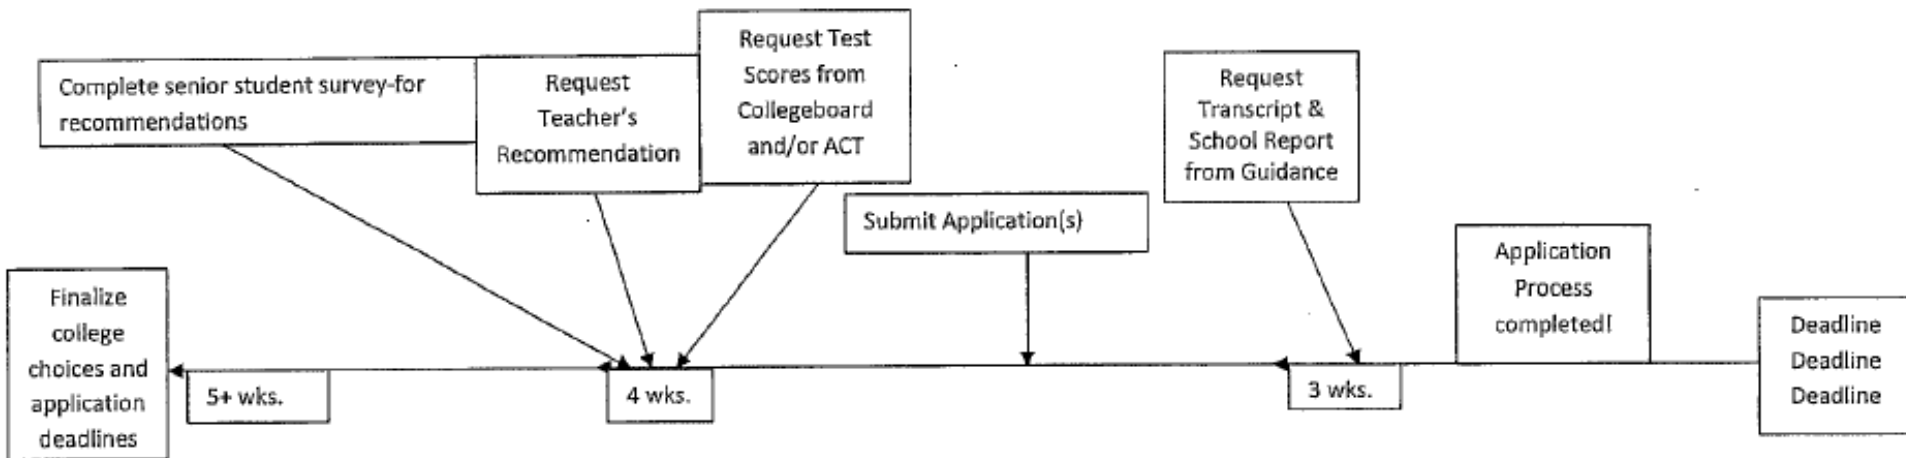 Complete senior student survey-for
recommendations
Request
Teacher's
Recommendation
Request Test
Scores from
Collegeboard
and/or ACT
Submit Application(s)
Request
Transcript &
School Report
from Guidance
Application
Process
completed!
Finalize
college
choices and
application
deadlines
5+ wks.
4 wks.
3 wks.
Deadline
Deadline
Deadline